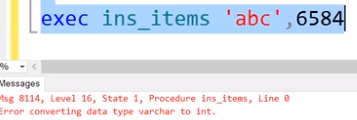 exec ins_items 'abc',6584
%
Messages
Msg 8114, Level 16, State 1, Procedure ins_items, Line 0
Error converting data type varchar to int.